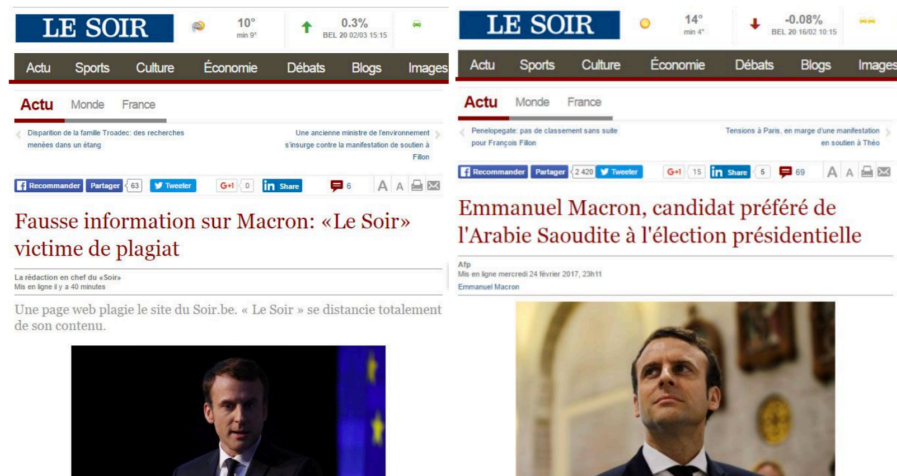 LE SOIR
10°
min 9°
0.3%
BEL 20 02/03 15:15
Actu Sports Culture Économie Débats Blogs Images
Actu Monde France
Disparition de la famille Troadec: des recherches
menées dans un étang
Une ancienne ministre de l'environnement
s'insurge contre la manifestation de soutien à
Fillon
Recommander Partager 63 Tweeter G+1 0 in Share 6 A A
Fausse information sur Macron: «Le Soir»
victime de plagiat
La rédaction en chef du «Soir»
Mis en ligne il y a 40 minutes
Une page web plagie le site du Soir.be. « Le Soir » se distancie totalement
de son contenu.
LE SOIR
14°
min 4°
-0.08%
BEL 20 16/02 10:15
Actu Sports Culture Économie Débats Blogs Images
Actu Monde France
Penelopegate: pas de classement sans suite
pour François Fillon
Tensions à Paris, en marge d'une manifestation
en soutien à Théo
Recommander Partager 2 420 Tweeter G+1 15 in Share 5 69 A A
Emmanuel Macron, candidat préféré de
l'Arabie Saoudite à l'élection présidentielle
Afp
Mis en ligne mercredi 24 février 2017, 23h11
Emmanuel Macron